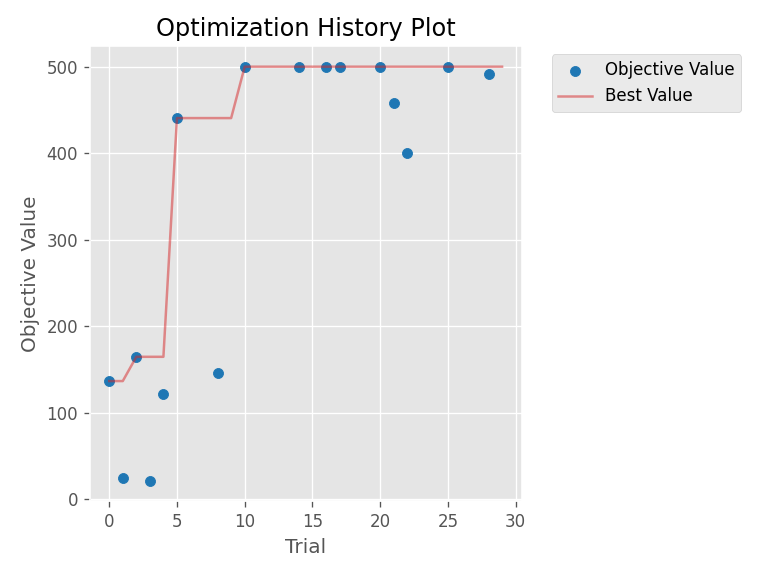 Optimization History Plot
Objective Value
Best Value
500
400
300
200
100
0
Objective Value
0 5 10 15 20 25 30
Trial